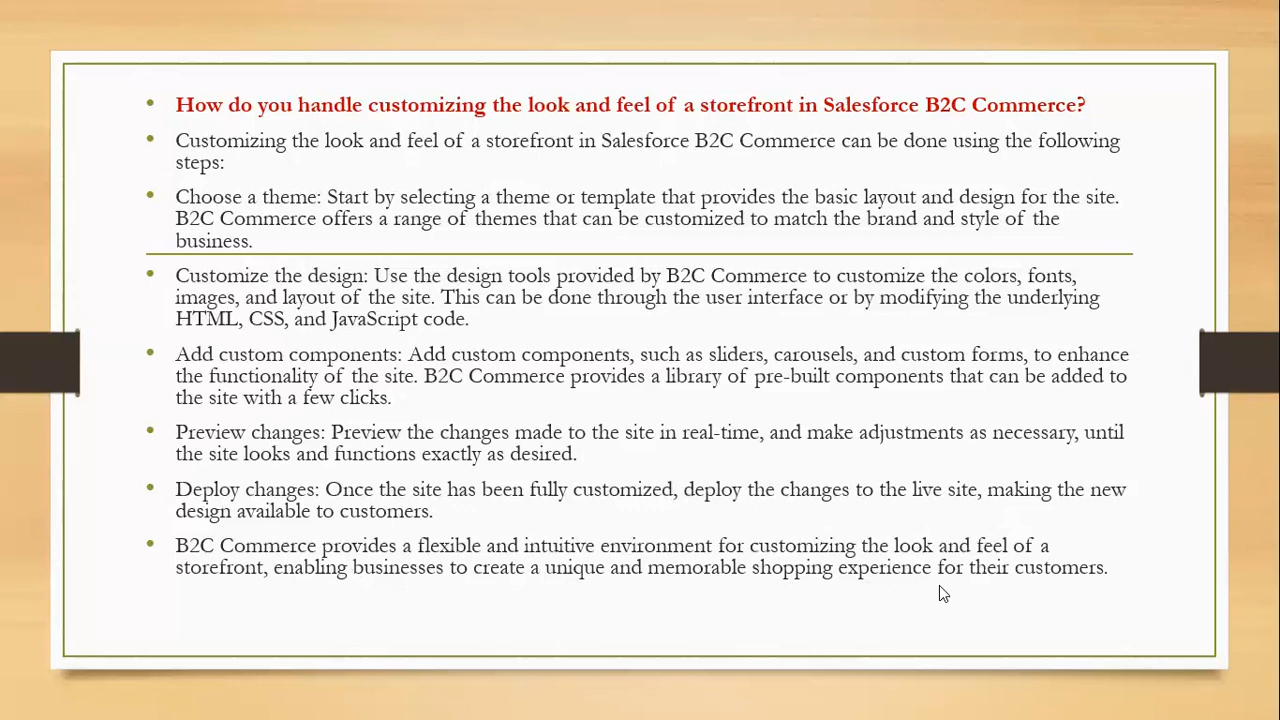 How do you handle customizing the look and feel of a storefront in Salesforce B2C Commerce?
Customizing the look and feel of a storefront in Salesforce B2C Commerce can be done using the following
steps:
Choose a theme: Start by selecting a theme or template that provides the basic layout and design for the site.
B2C Commerce offers a range of themes that can be customized to match the brand and style of the
business.
Customize the design: Use the design tools provided by B2C Commerce to customize the colors, fonts,
images, and layout of the site. This can be done through the user interface or by modifying the underlying
HTML, CSS, and JavaScript code.
Add custom components: Add custom components, such as sliders, carousels, and custom forms, to enhance
the functionality of the site. B2C Commerce provides a library of pre-built components that can be added to
the site with a few clicks.
Preview changes: Preview the changes made to the site in real-time, and make adjustments as necessary, until
the site looks and functions exactly as desired.
Deploy changes: Once the site has been fully customized, deploy the changes to the live site, making the new
design available to customers.
B2C Commerce provides a flexible and intuitive environment for customizing the look and feel of a
storefront, enabling businesses to create a unique and memorable shopping experience for their customers.